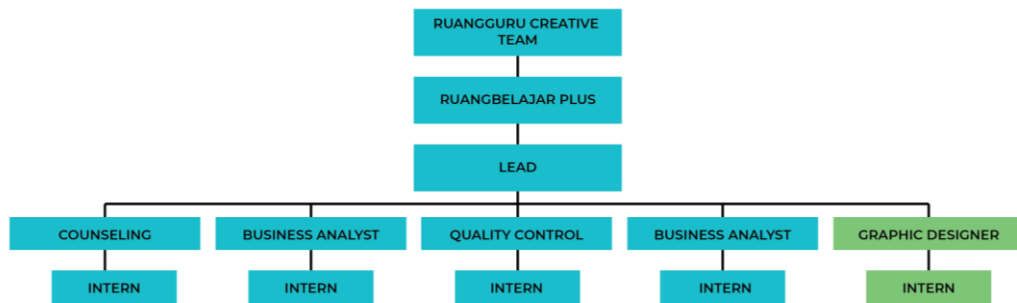 RUANGGURU CREATIVE
TEAM
RUANGBELAJAR PLUS
LEAD
COUNSELING
BUSINESS ANALYST
QUALITY CONTROL
BUSINESS ANALYST
GRAPHIC DESIGNER
INTERN
INTERN
INTERN
INTERN
INTERN